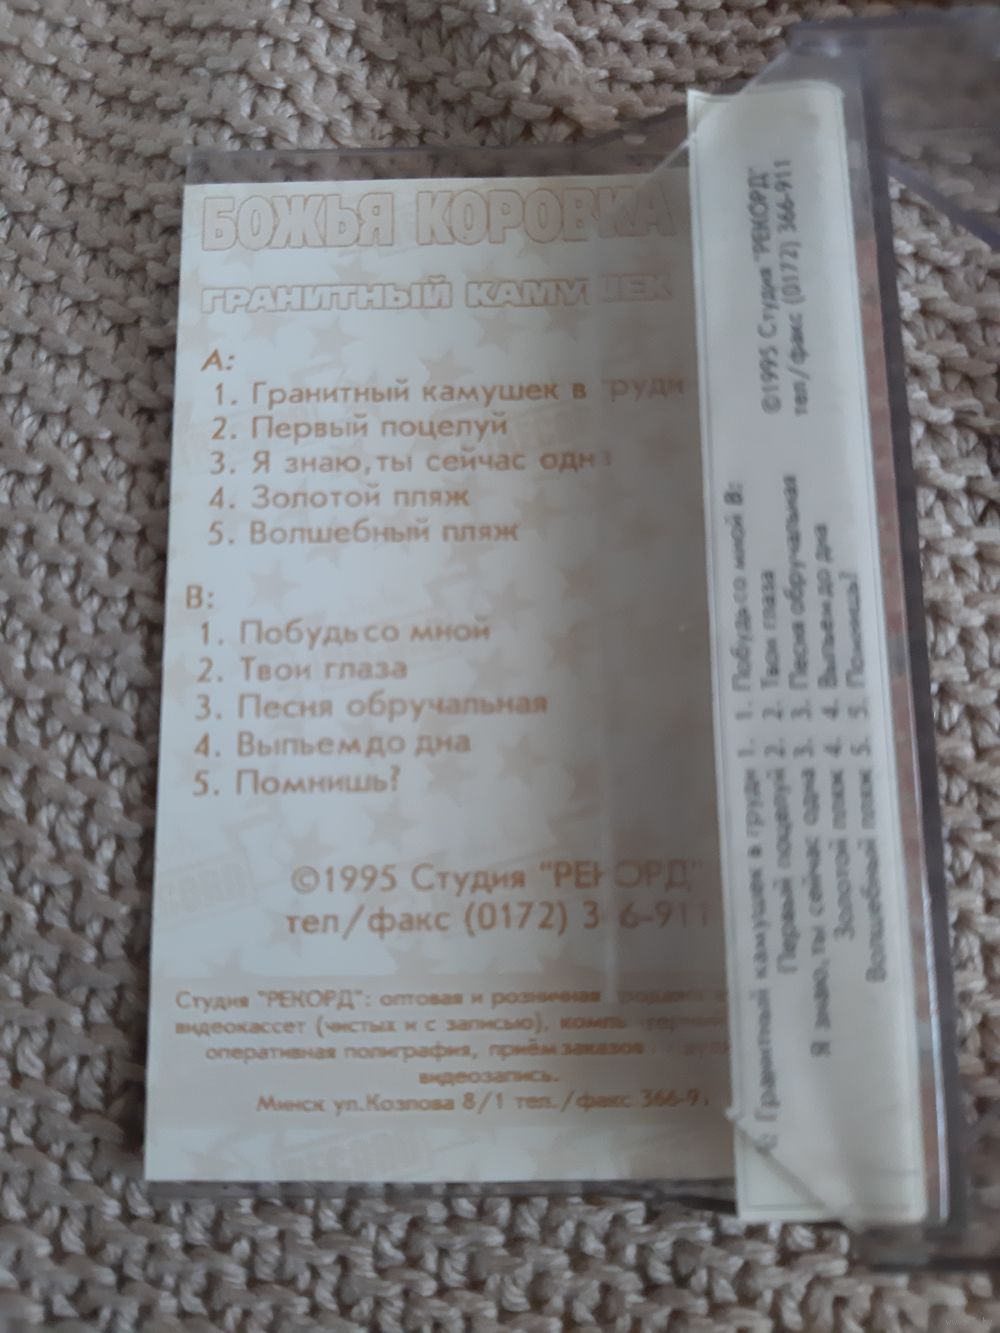 БОЖЬЯ КОРОВКА
ГРАНИТНЫЙ КАМУШЕК
А:
1. Гранитный камушек в груди
2. Первый поцелуй
3. Я знаю, ты сейчас одна
4. Золотой пляж
5. Волшебный пляж
В:
1. Побудь со мной
2. Твои глаза
3. Песня обручальная
4. Выпьем до дна
5. Помнишь?
©1995 Студия "РЕКОРД"
тел/факс (0172) 366-911
Студия "РЕКОРД": оптовая и розничная
видеокассет (чистых и с записью),
оперативная полиграфия, приём заказов
видеозапись.
Минск ул.Козлова 8/1 тел./факс 366-9
Гранитный камушек в груди 1. 1. Побудь со мной В:
Первый поцелуй 2. 2. Твои глаза
Я знаю, ты сейчас одна 3. 3. Песня обручальная
Золотой пляж 4. 4. Выпьем до дна
Волшебный пляж 5. 5. Помнишь?
©1995 Студия "РЕКОРД"
тел/факс (0172) 366-911